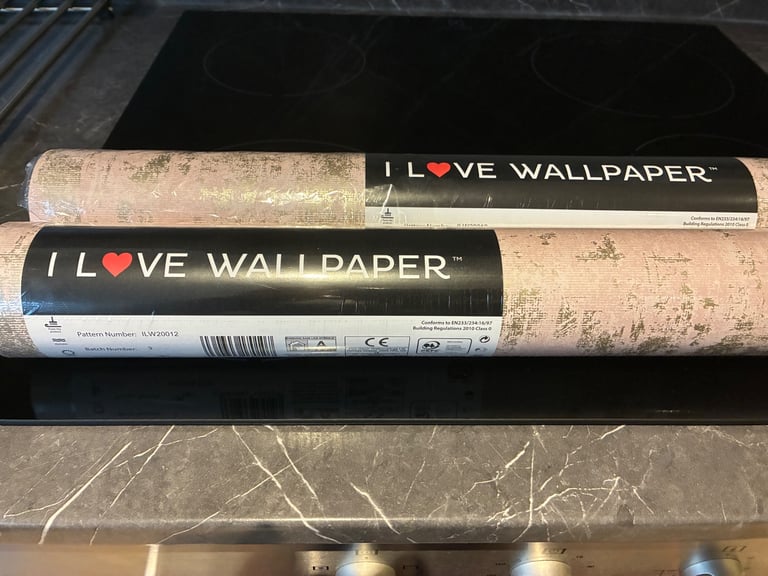 I L❤VE WALLPAPER™
Conforms to EN233/234:16/97
Building Regulations 2010 Class 0
I L❤VE WALLPAPER™
Conforms to EN233/234:16/97
Building Regulations 2010 Class 0
Pattern Number: ILW20012
Batch Number: 3
A
CE